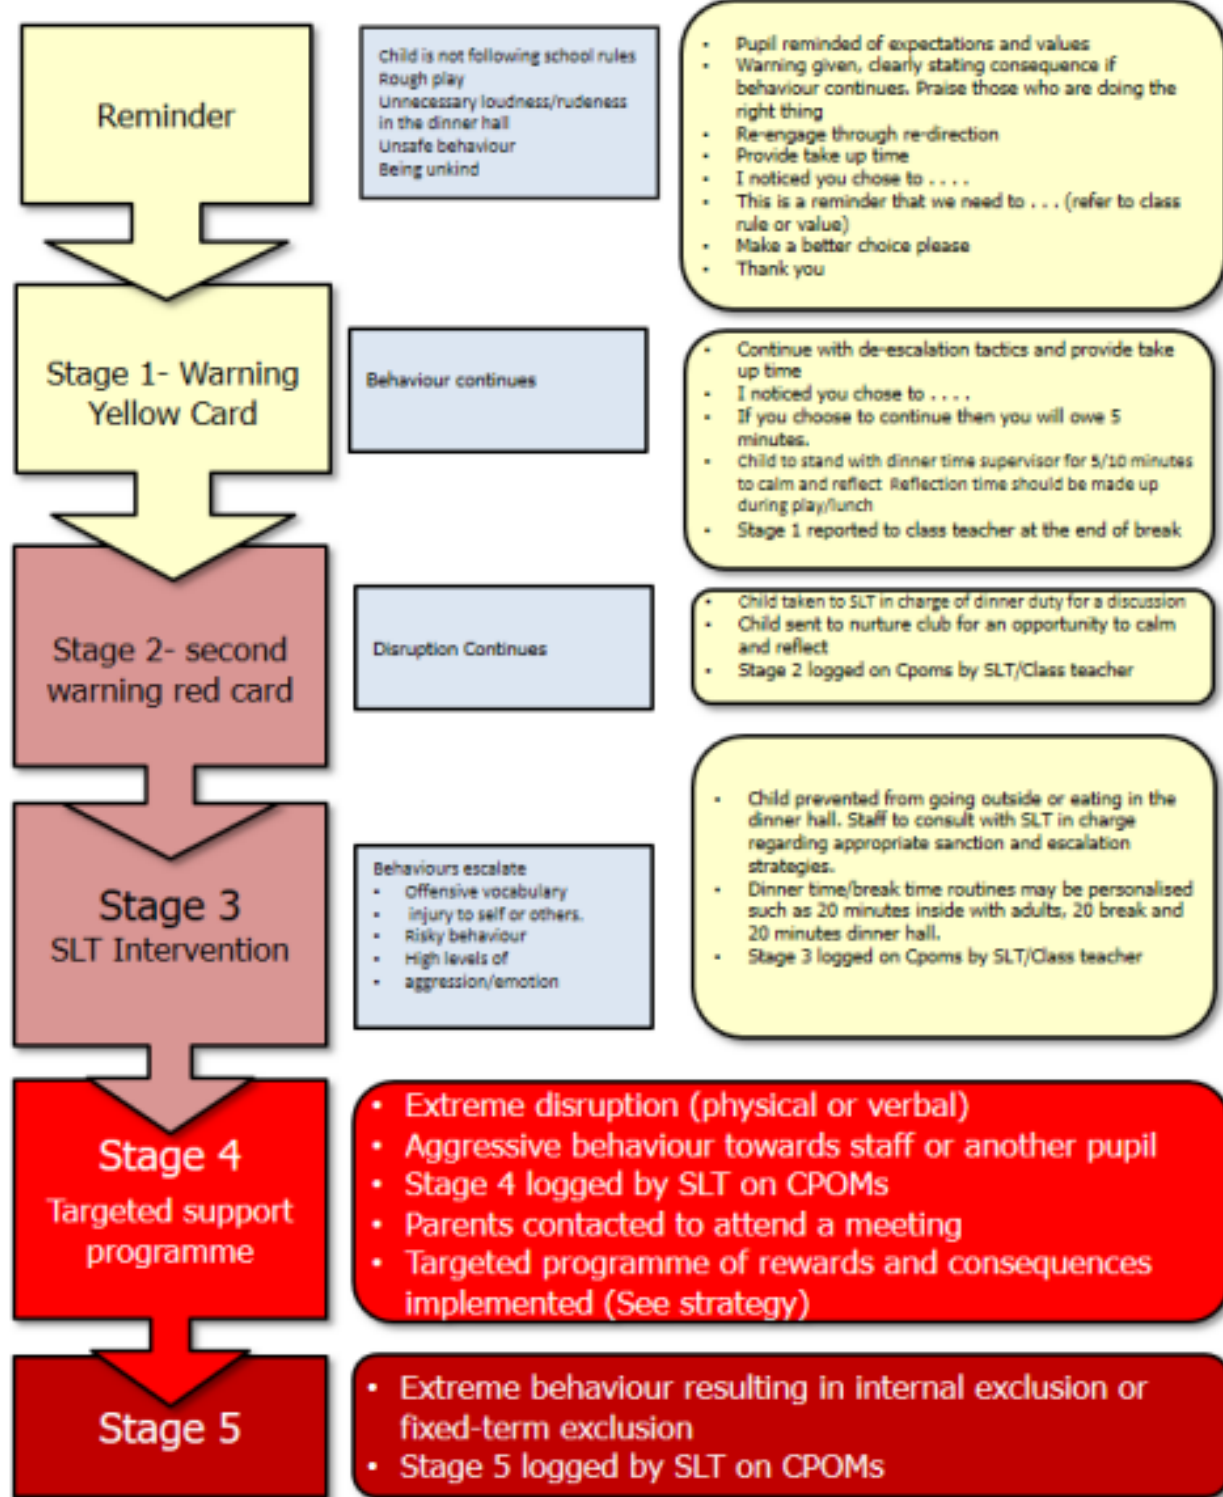 Reminder
Child is not following school rules
Rough play
Unnecessary loudness/rudeness
in the dinner hall
Unsafe behaviour
Being unkind
• Pupil reminded of expectations and values
• Warning given, clearly stating consequence if
behaviour continues. Praise those who are doing the
right thing
• Re-engage through re-direction
• Provide take up time
• I noticed you chose to . . . .
• This is a reminder that we need to . . . (refer to class
rule or value)
• Make a better choice please
• Thank you
Stage 1- Warning
Yellow Card
Behaviour continues
• Continue with de-escalation tactics and provide take
up time
• I noticed you chose to . . . .
• If you choose to continue then you will owe 5
minutes.
• Child to stand with dinner time supervisor for 5/10 minutes
to calm and reflect Reflection time should be made up
during play/lunch
• Stage 1 reported to class teacher at the end of break
Stage 2- second
warning red card
Disruption Continues
• Child taken to SLT in charge of dinner duty for a discussion
• Child sent to nurture club for an opportunity to calm
and reflect
• Stage 2 logged on Cpoms by SLT/Class teacher
Stage 3
SLT Intervention
Behaviours escalate
• Offensive vocabulary
• injury to self or others.
• Risky behaviour
• High levels of
• aggression/emotion
• Child prevented from going outside or eating in the
dinner hall. Staff to consult with SLT in charge
regarding appropriate sanction and escalation
strategies.
• Dinner time/break time routines may be personalised
such as 20 minutes inside with adults, 20 break and
20 minutes dinner hall.
• Stage 3 logged on Cpoms by SLT/Class teacher
Stage 4
Targeted support
programme
• Extreme disruption (physical or verbal)
• Aggressive behaviour towards staff or another pupil
• Stage 4 logged by SLT on CPOMs
• Parents contacted to attend a meeting
• Targeted programme of rewards and consequences
implemented (See strategy)
Stage 5
• Extreme behaviour resulting in internal exclusion or
fixed-term exclusion
• Stage 5 logged by SLT on CPOMs